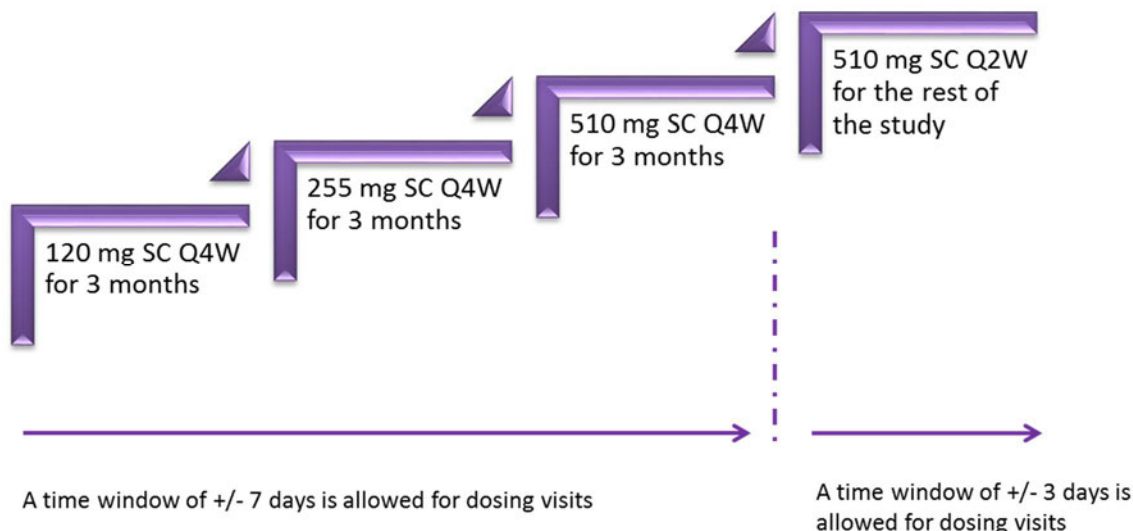 120 mg SC Q4W
for 3 months
255 mg SC Q4W
for 3 months
510 mg SC Q4W
for 3 months
510 mg SC Q2W
for the rest of
the study
A time window of +/- 7 days is allowed for dosing visits
A time window of +/- 3 days is
allowed for dosing visits